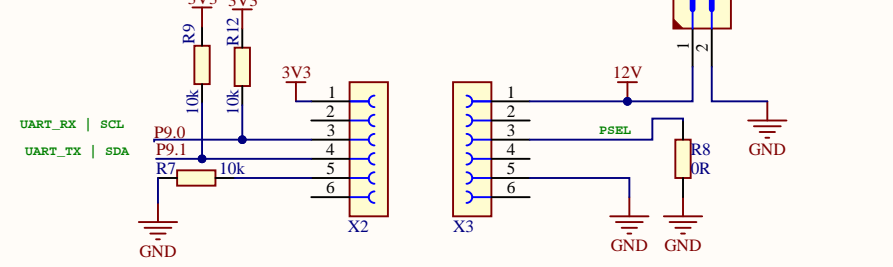 3V3
3V3
R9
R12
10k
10k
1
2
3V3
12V
1
2
3
4
5
6
1
2
3
4
5
6
UART_RX | SCL
P9.0
PSEL
UART_TX | SDA
P9.1
R7
10k
R8
0R
GND
X2
X3
GND
GND
GND